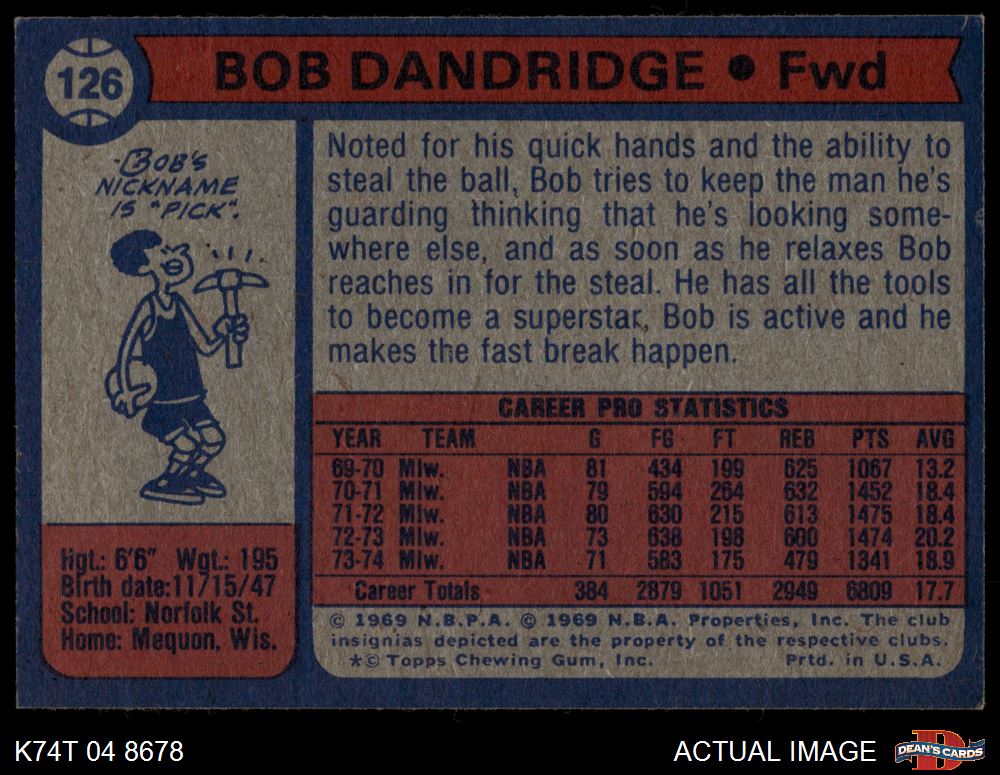 126
BOB DANDRIDGE • Fwd
BOB'S
NICKNAME
IS "PICK".
Noted for his quick hands and the ability to
steal the ball, Bob tries to keep the man he's
guarding thinking that he's looking some-
where else, and as soon as he relaxes Bob
reaches in for the steal. He has all the tools
to become a superstar, Bob is active and he
makes the fast break happen.
CAREER PRO STATISTICS
YEAR TEAM G FG FT REB PTS AVG
69-70 Mlw. NBA 81 434 199 625 1067 13.2
70-71 Mlw. NBA 79 594 264 632 1452 18.4
71-72 Mlw. NBA 80 630 215 613 1475 18.4
72-73 Mlw. NBA 73 638 198 600 1474 20.2
73-74 Mlw. NBA 71 583 175 479 1341 18.9
Career Totals 384 2879 1051 2949 6809 17.7
Hgt.: 6'6" Wgt.: 195
Birth date: 11/15/47
School: Norfolk St.
Home: Mequon, Wis.
© 1969 N.B.P.A. © 1969 N.B.A. Properties, Inc. The club
insignias depicted are the property of the respective clubs.
*© Topps Chewing Gum, Inc. Prtd. in U.S.A.
K74T 04 8678
ACTUAL IMAGE
D
DEAN'S CARDS